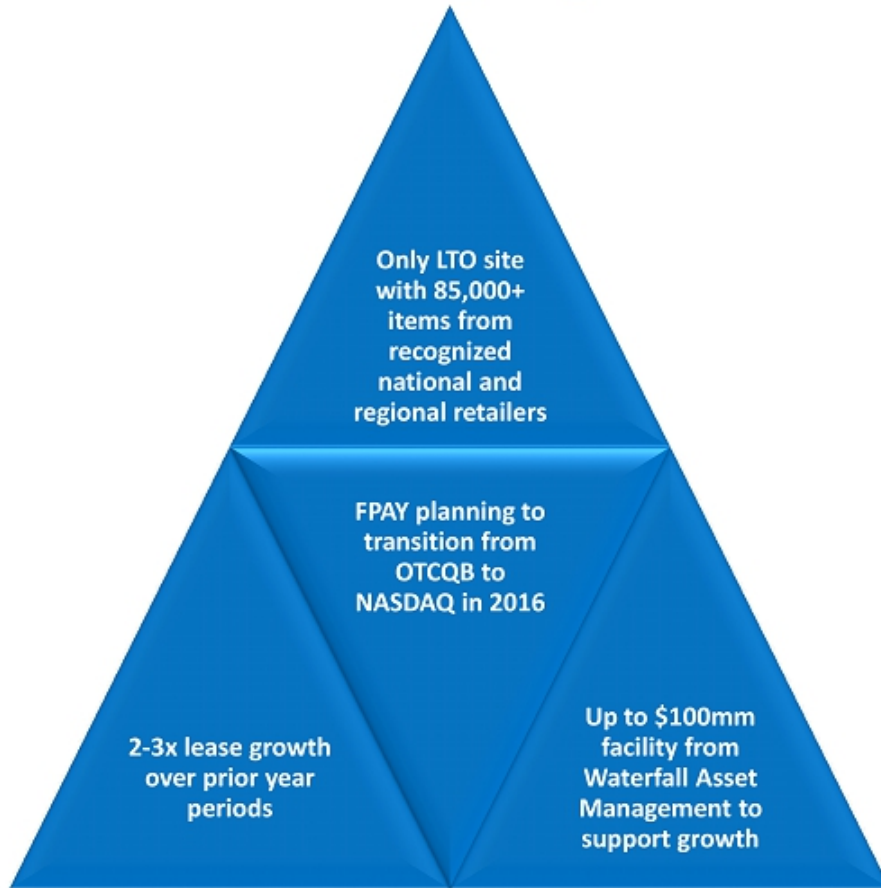 Only LTO site
with 85,000+
items from
recognized
national and
regional retailers
FPAY planning to
transition from
OTCQB to
NASDAQ in 2016
2-3x lease growth
over prior year
periods
Up to $100mm
facility from
Waterfall Asset
Management to
support growth